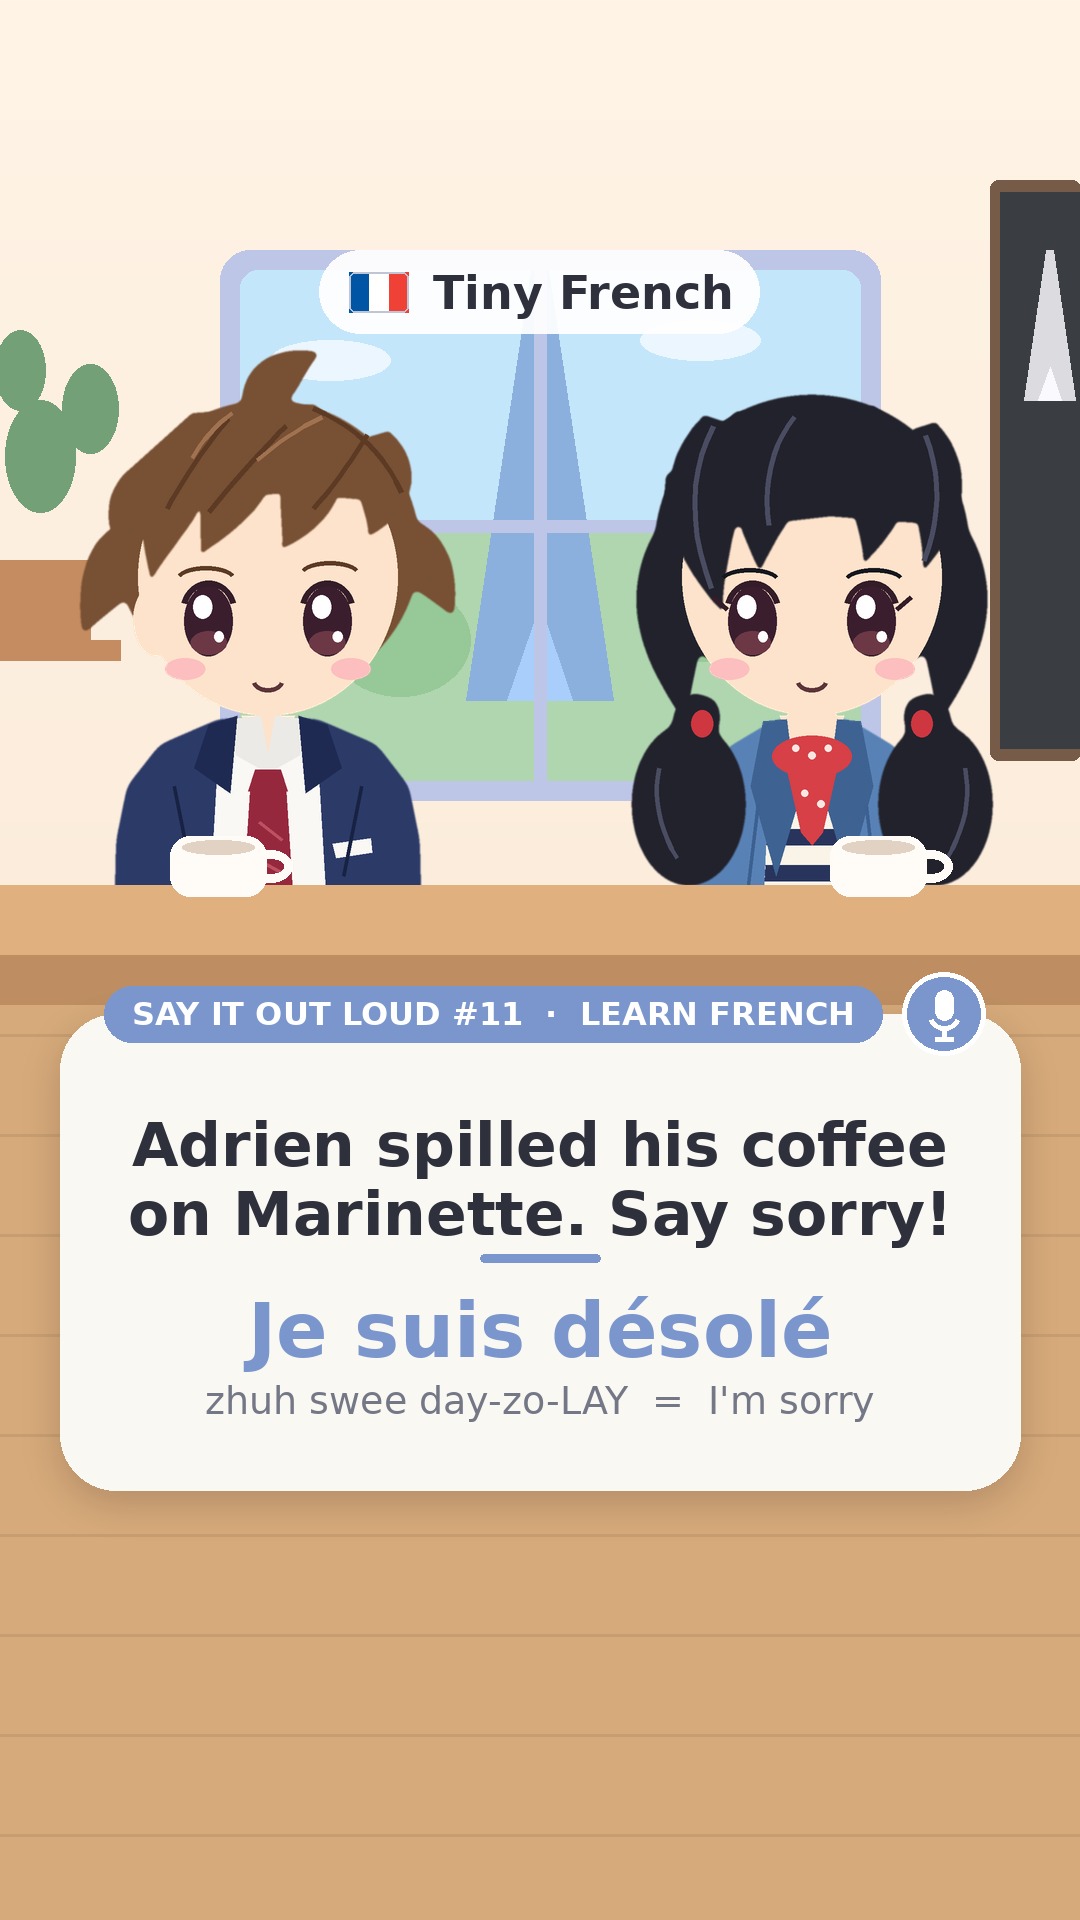 Tiny French
SAY IT OUT LOUD #11 · LEARN FRENCH
Adrien spilled his coffee
on Marinette. Say sorry!
Je suis désolé
zhuh swee day-zo-LAY = I'm sorry